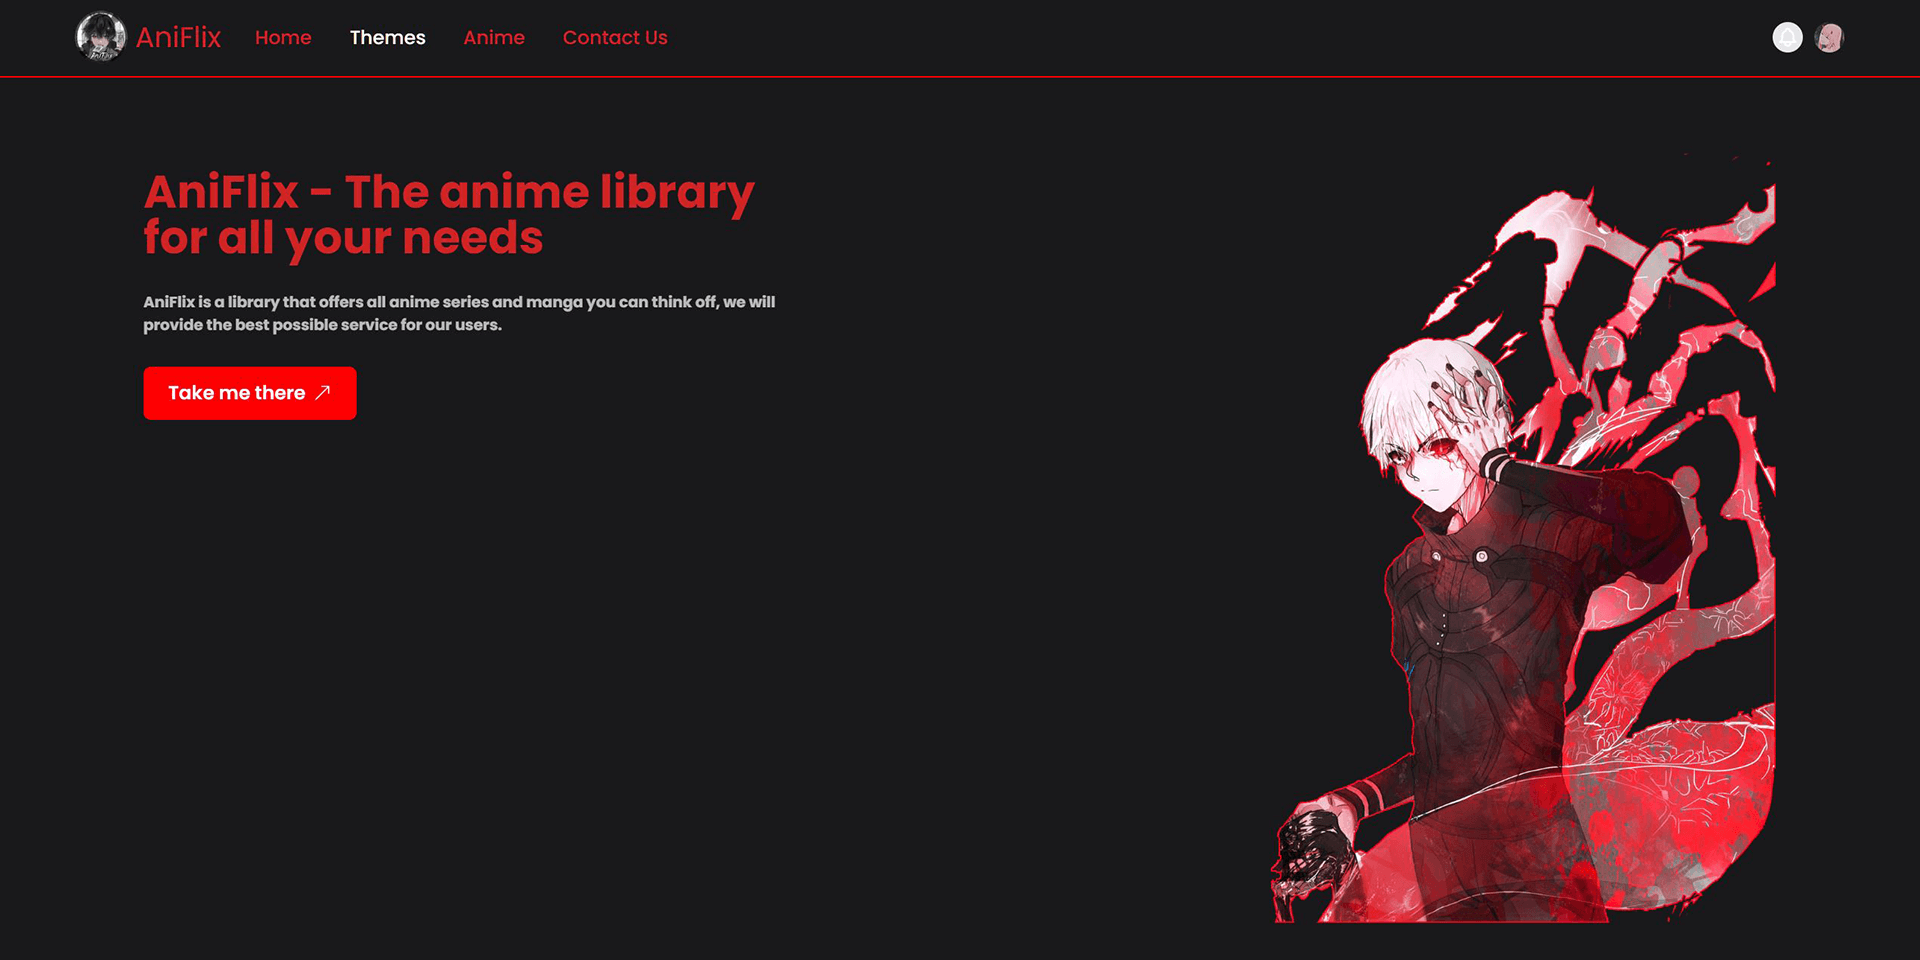 AniFlix
Home
Themes
Anime
Contact Us
AniFlix - The anime library
for all your needs
AniFlix is a library that offers all anime series and manga you can think off, we will
provide the best possible service for our users.
Take me there